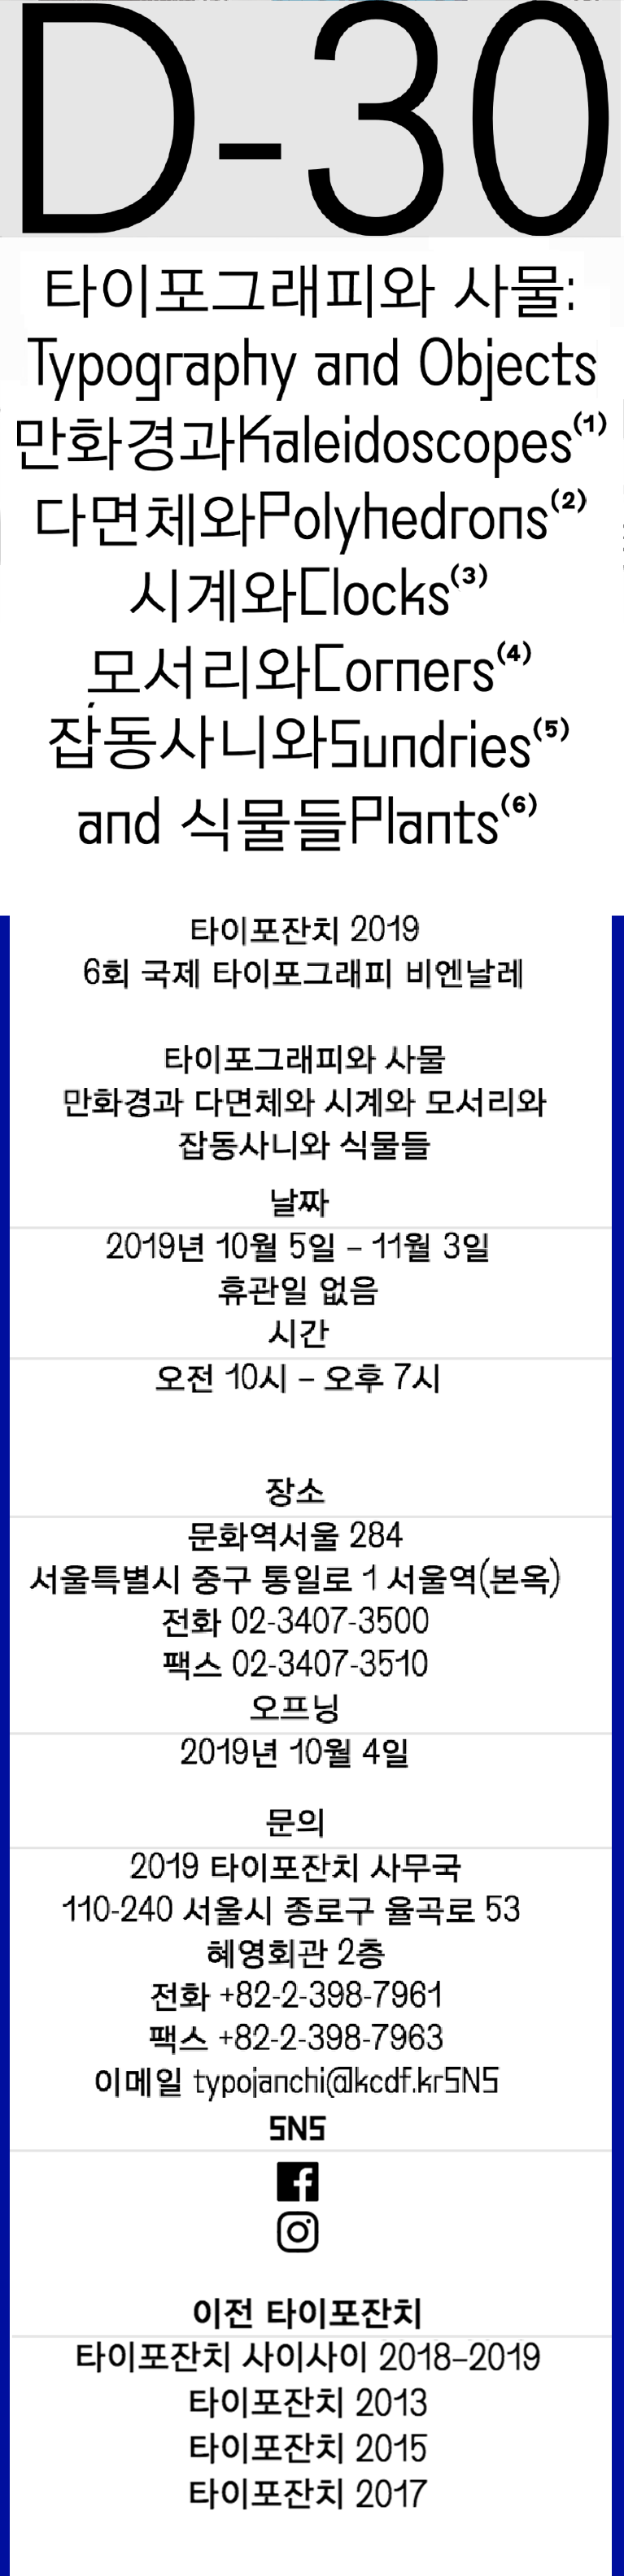 D-30
타이포그래피와 사물:
Typography and Objects
만화경과Kaleidoscopes(1)
다면체와Polyhedrons(2)
시계와Clocks(3)
모서리와Corners(4)
잡동사니와Sundries(5)
and 식물들Plants(6)
타이포잔치 2019
6회 국제 타이포그래피 비엔날레
타이포그래피와 사물
만화경과 다면체와 시계와 모서리와
잡동사니와 식물들
날짜
2019년 10월 5일 – 11월 3일
휴관일 없음
시간
오전 10시 – 오후 7시
장소
문화역서울 284
서울특별시 중구 통일로 1 서울역(본옥)
전화 02-3407-3500
팩스 02-3407-3510
오프닝
2019년 10월 4일
문의
2019 타이포잔치 사무국
110-240 서울시 종로구 율곡로 53
혜영회관 2층
전화 +82-2-398-7961
팩스 +82-2-398-7963
이메일 typojanchi@kcdf.krSNS
SNS
이전 타이포잔치
타이포잔치 사이사이 2018–2019
타이포잔치 2013
타이포잔치 2015
타이포잔치 2017